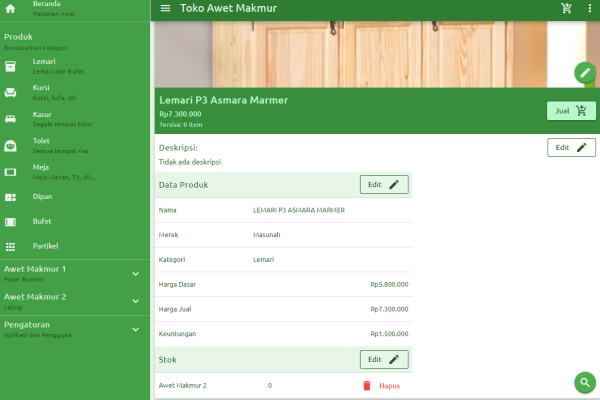 Beranda
Halaman Awal
Produk
Berdasarkan kategori
Lemari
Lemari dan Bufet
Kursi
Kursi, Sofa, dll
Kasur
Segala tempat tidur
Tolet
Semua tempat rias
Meja
Meja Makan, TV, dll...
Dipan
Bufet
Partikel
Awet Makmur 1
Pasar Bunten
Awet Makmur 2
Lajing
Pengaturan
Aplikasi dan Pengguna
Toko Awet Makmur
Lemari P3 Asmara Marmer
Rp7.300.000
Tersisa: 0 item
Jual
Deskripsi:
Edit
Tidak ada deskripsi
Data Produk
Edit
Nama LEMARI P3 ASMARA MARMER
Merek Masunah
Kategori Lemari
Harga Dasar Rp5.800.000
Harga Jual Rp7.300.000
Keuntungan Rp1.500.000
Stok
Edit
Awet Makmur 2 0 Hapus